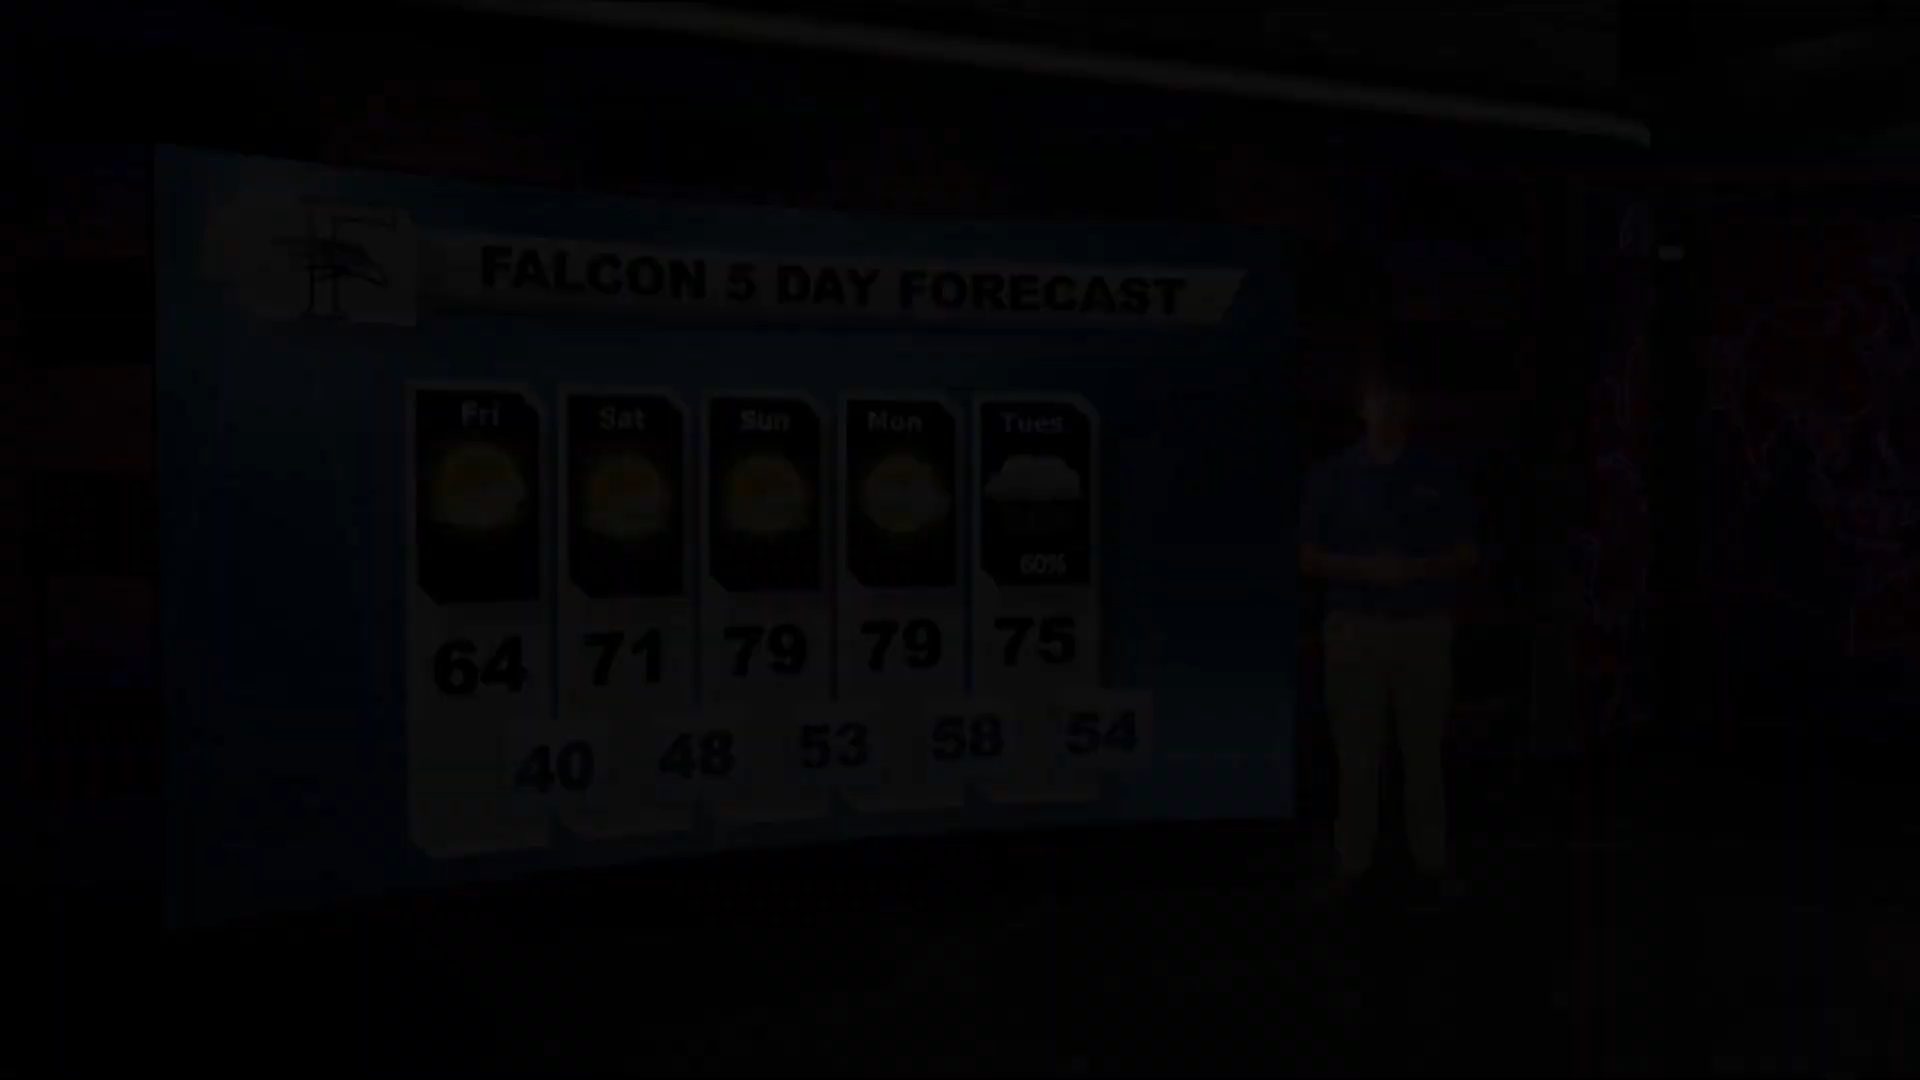 FALCON 5 DAY FORECAST
Fri Sat Sun Mon Tues
60%
64 71 79 79 75
40 48 53 58 54